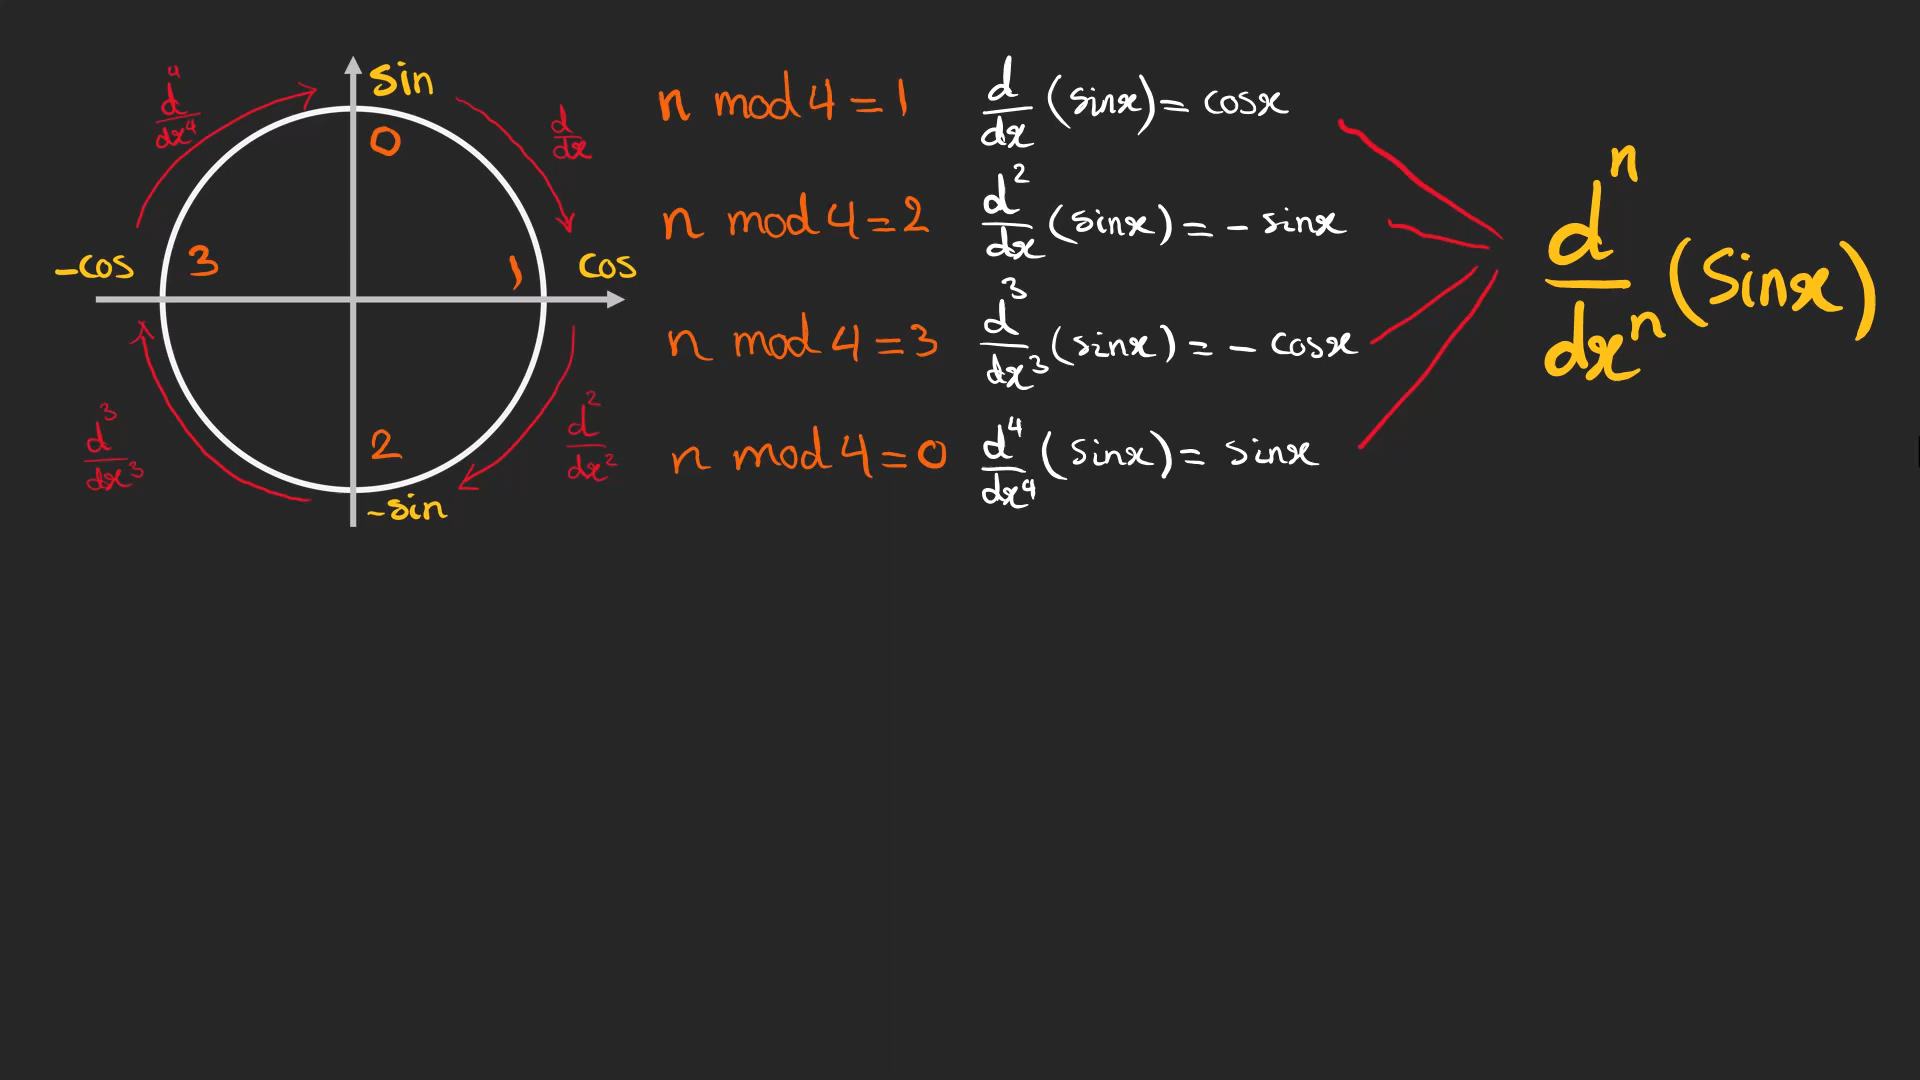 sin
d⁴/dx⁴
d/dx
0
-cos
3
1
cos
d³/dx³
2
d²/dx²
-sin
n mod 4 = 1 d/dx (sinx) = cosx
n mod 4 = 2 d²/dx (sinx) = - sinx
n mod 4 = 3 d³/dx³ (sinx) = - cosx
n mod 4 = 0 d⁴/dx⁴ (sinx) = sinx
dⁿ/dxⁿ (sinx)